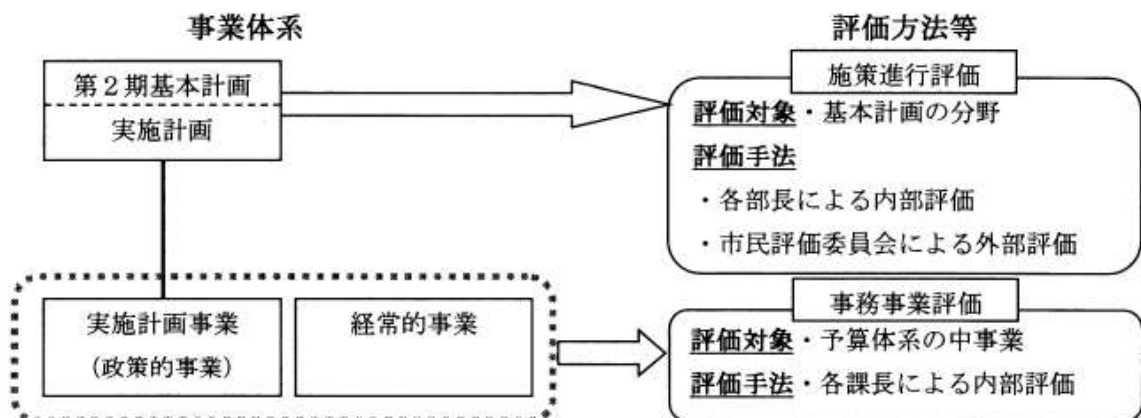 事業体系
第２期基本計画
実施計画
実施計画事業
(政策的事業)
経常的事業
評価方法等
施策進行評価
評価対象・基本計画の分野
評価手法
・各部長による内部評価
・市民評価委員会による外部評価
事務事業評価
評価対象・予算体系の中事業
評価手法・各課長による内部評価